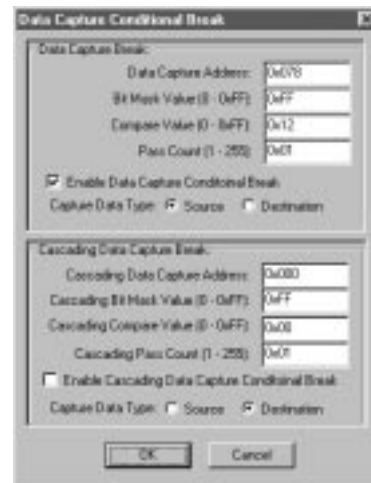 Data Capture Conditional Break
Data Capture Break:
Data Capture Address: 0x078
Bit Mask Value (0 - 0xFF): 0xFF
Compare Value (0 - 0xFF): 0x12
Pass Count (1 - 255): 0x01
Enable Data Capture Conditional Break
Capture Data Type: Source Destination
Cascading Data Capture Break:
Cascading Data Capture Address: 0x000
Cascading Bit Mask Value (0 - 0xFF): 0xFF
Cascading Compare Value (0 - 0xFF): 0x00
Cascading Pass Count (1 - 255): 0x01
Enable Cascading Data Capture Conditional Break
Capture Data Type: Source Destination
OK Cancel